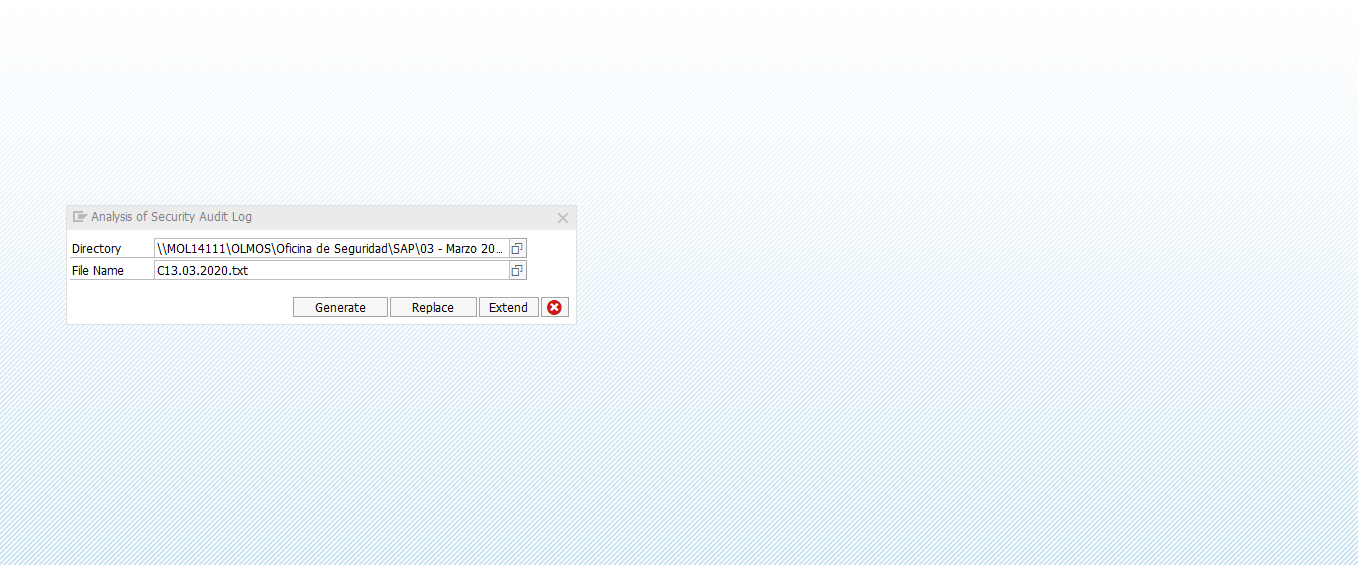 Analysis of Security Audit Log
Directory \\MOL14111\OLMOS\Oficina de Seguridad\SAP\03 - Marzo 20...
File Name C13.03.2020.txt
Generate Replace Extend